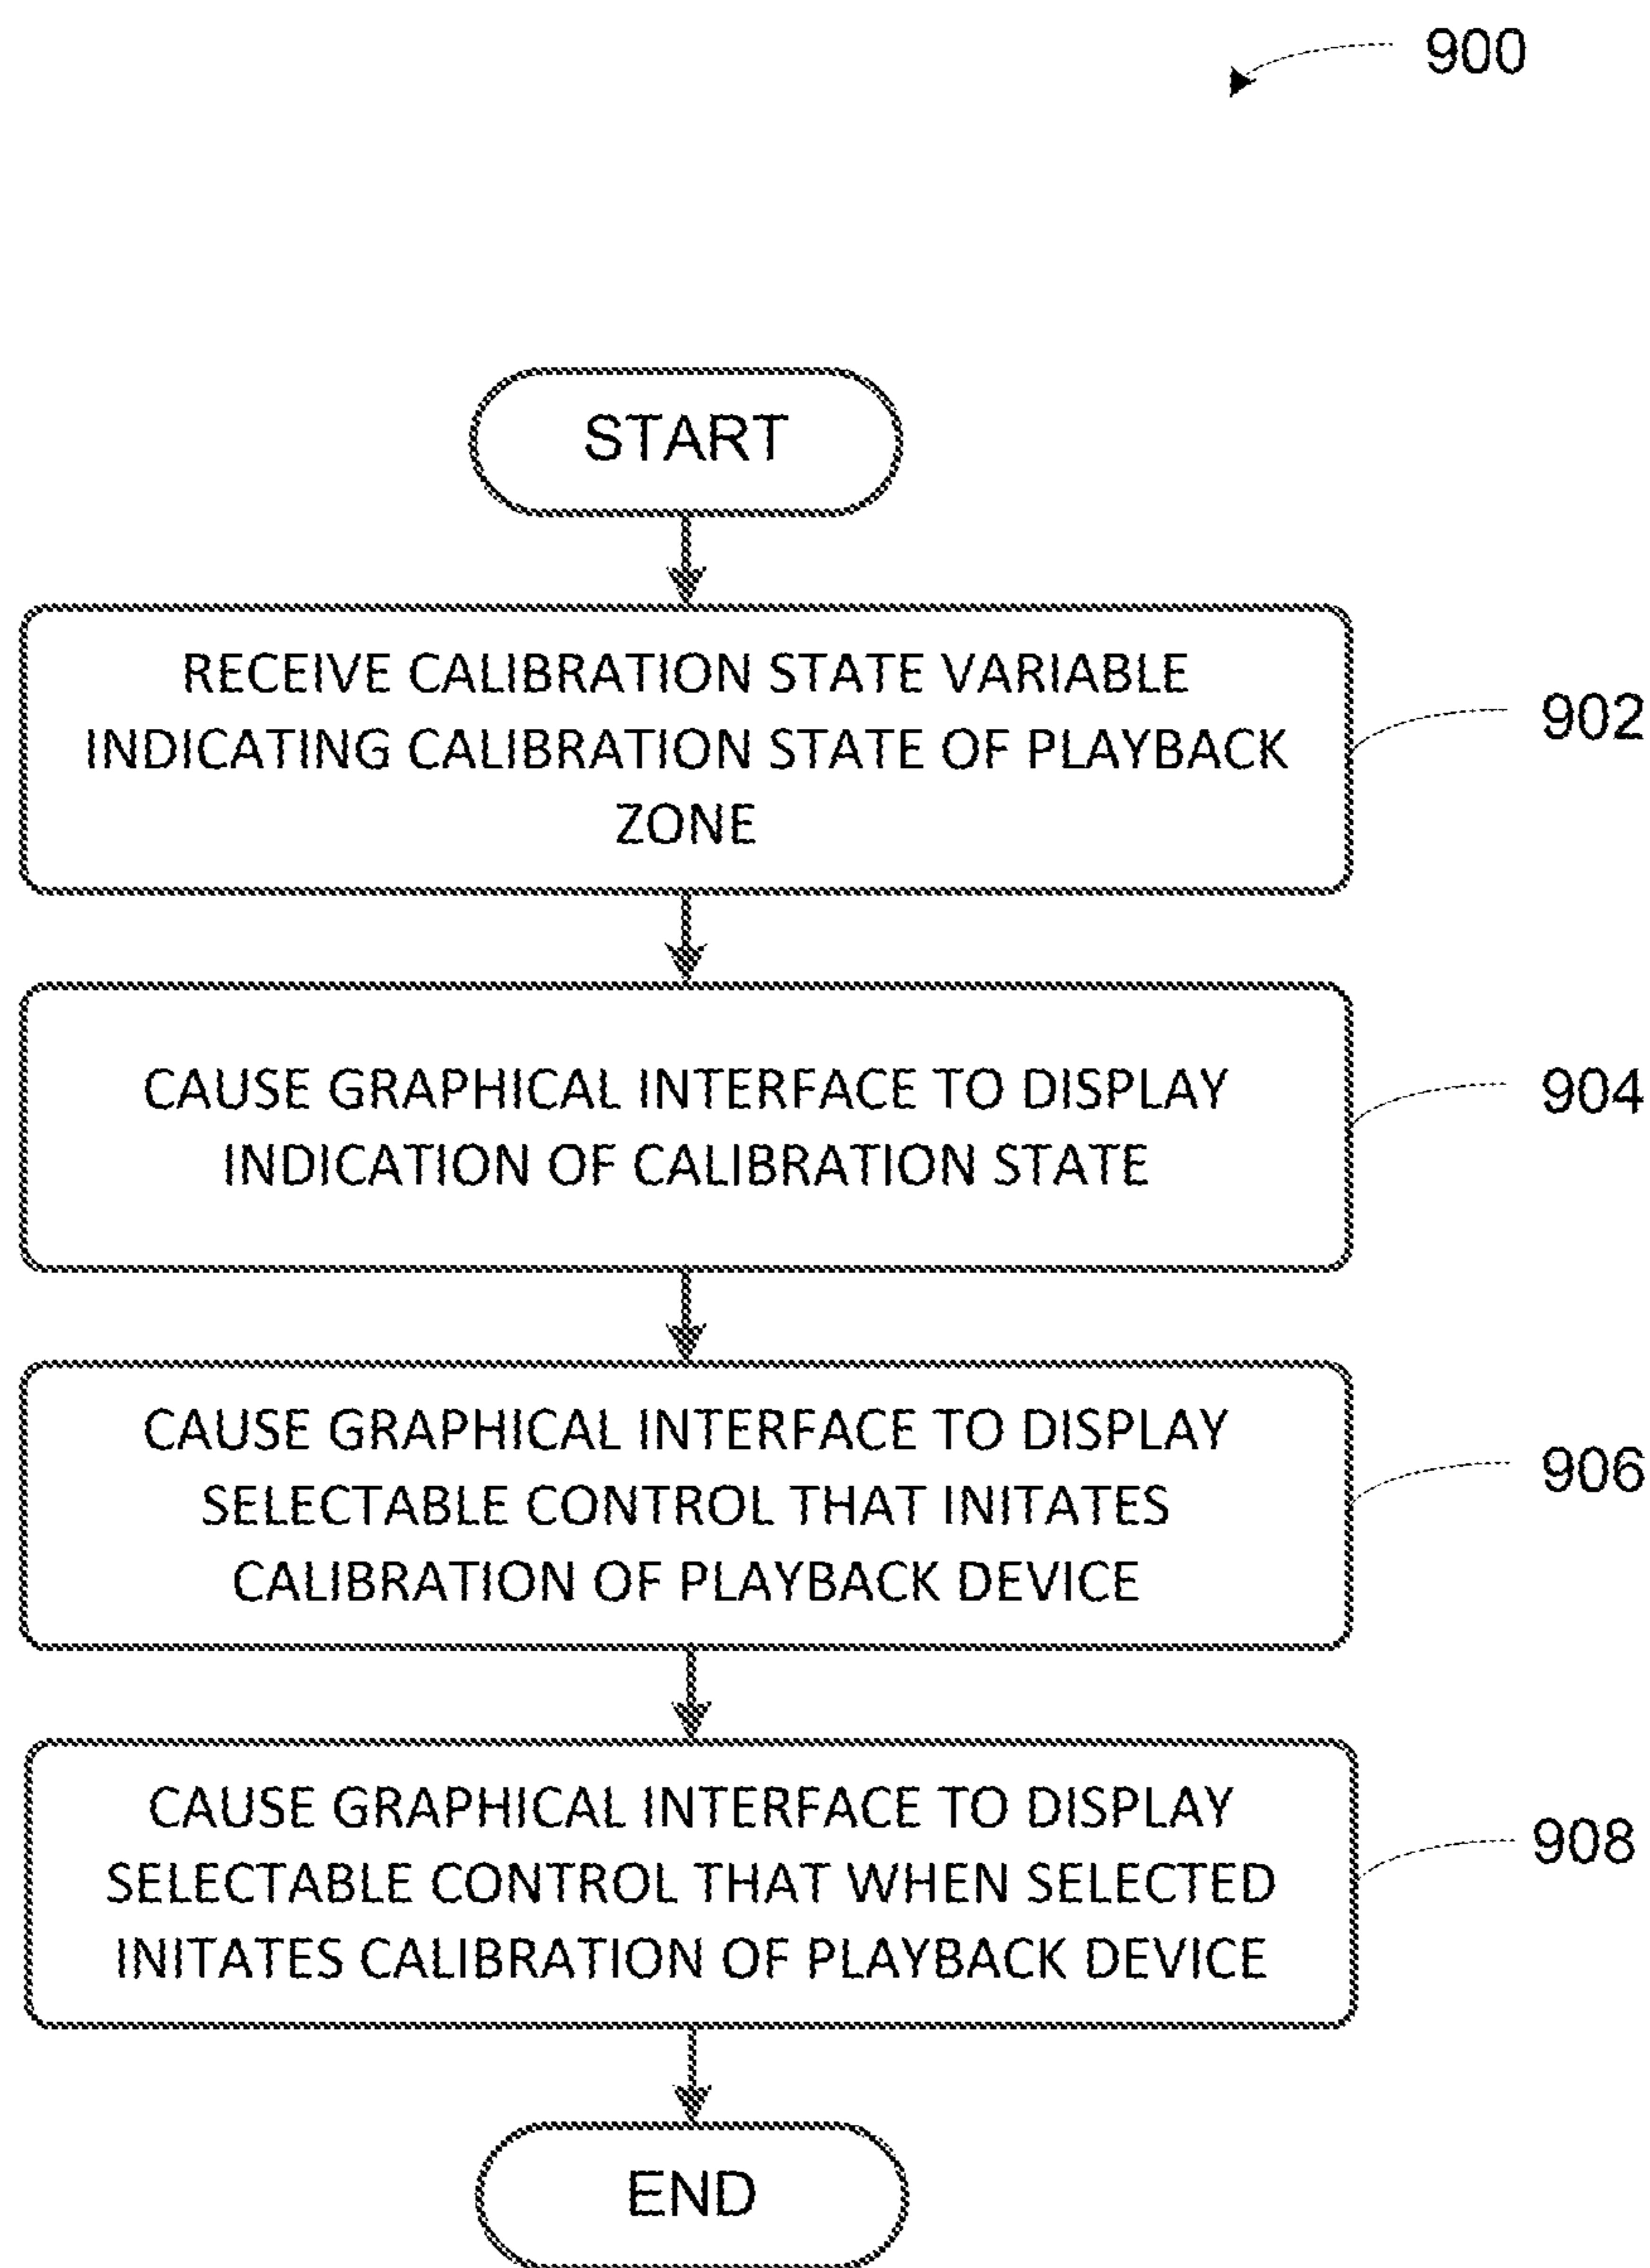 900
START
RECEIVE CALIBRATION STATE VARIABLE
INDICATING CALIBRATION STATE OF PLAYBACK
ZONE
902
CAUSE GRAPHICAL INTERFACE TO DISPLAY
INDICATION OF CALIBRATION STATE
904
CAUSE GRAPHICAL INTERFACE TO DISPLAY
SELECTABLE CONTROL THAT INITATES
CALIBRATION OF PLAYBACK DEVICE
906
CAUSE GRAPHICAL INTERFACE TO DISPLAY
SELECTABLE CONTROL THAT WHEN SELECTED
INITATES CALIBRATION OF PLAYBACK DEVICE
908
END